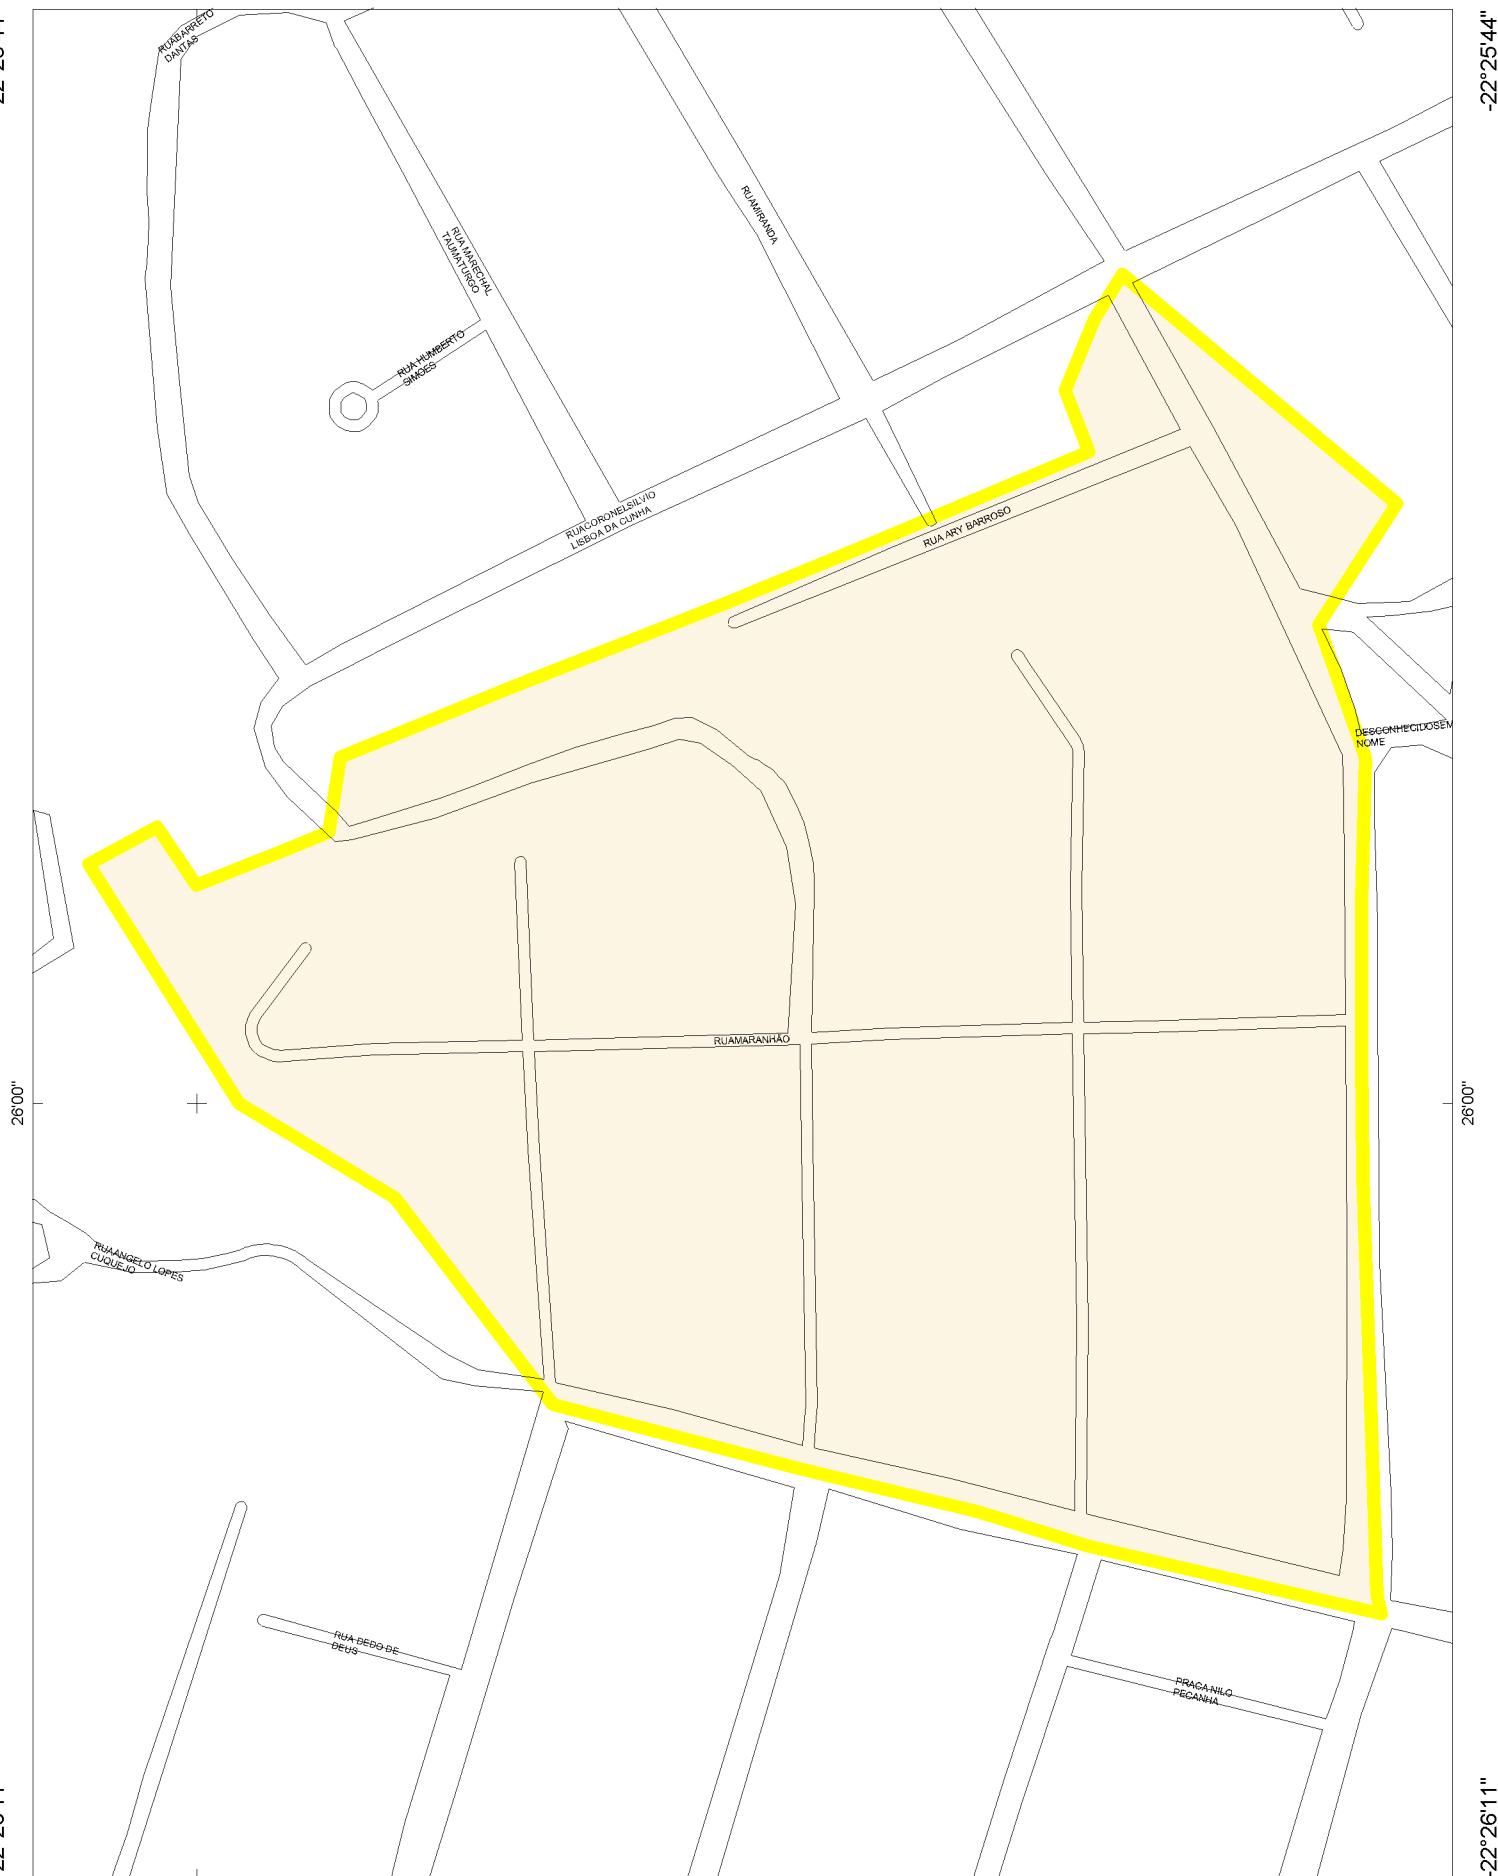 RUABARRETO
DANTAS
-22°25'44"
RUAMIRANDA
RUA MARECHAL
TAUMATURGO
RUA HUMBERTO
SIMOES
RUACORONELSILVIO
LISBOA DA CUNHA
RUA ARY BARROSO
DESCONHECIDOSEM
NOME
RUAMARANHÃO
26'00"
26'00"
RUAANGELO LOPES
CUQUEJO
RUA DEDO DE
DEUS
PRACA NILO
PECANHA
-22°26'11"